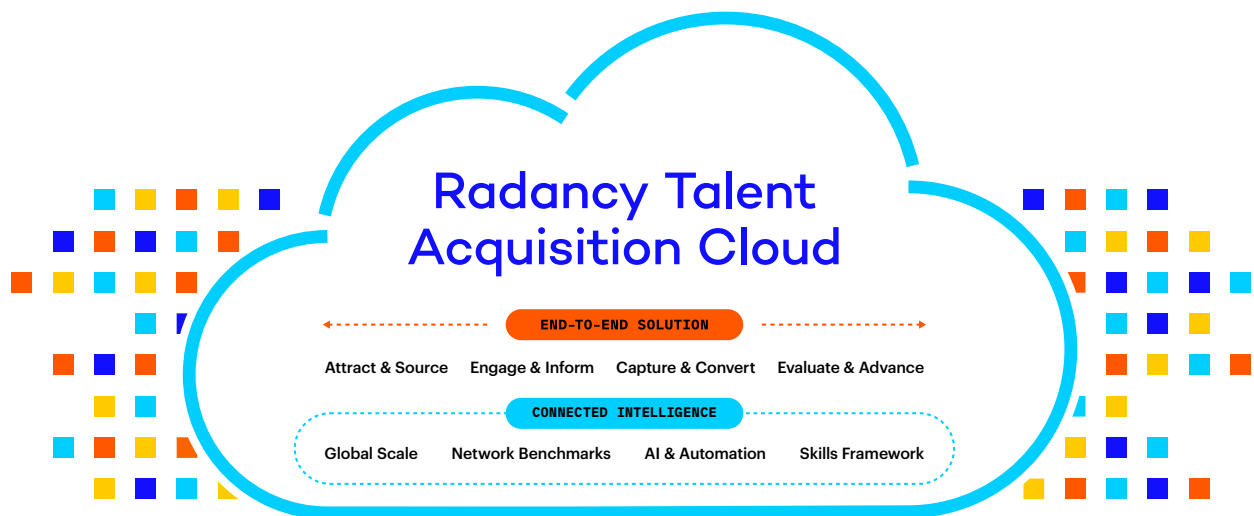 Radancy Talent
Acquisition Cloud
END-TO-END SOLUTION
Attract & Source Engage & Inform Capture & Convert Evaluate & Advance
CONNECTED INTELLIGENCE
Global Scale Network Benchmarks AI & Automation Skills Framework